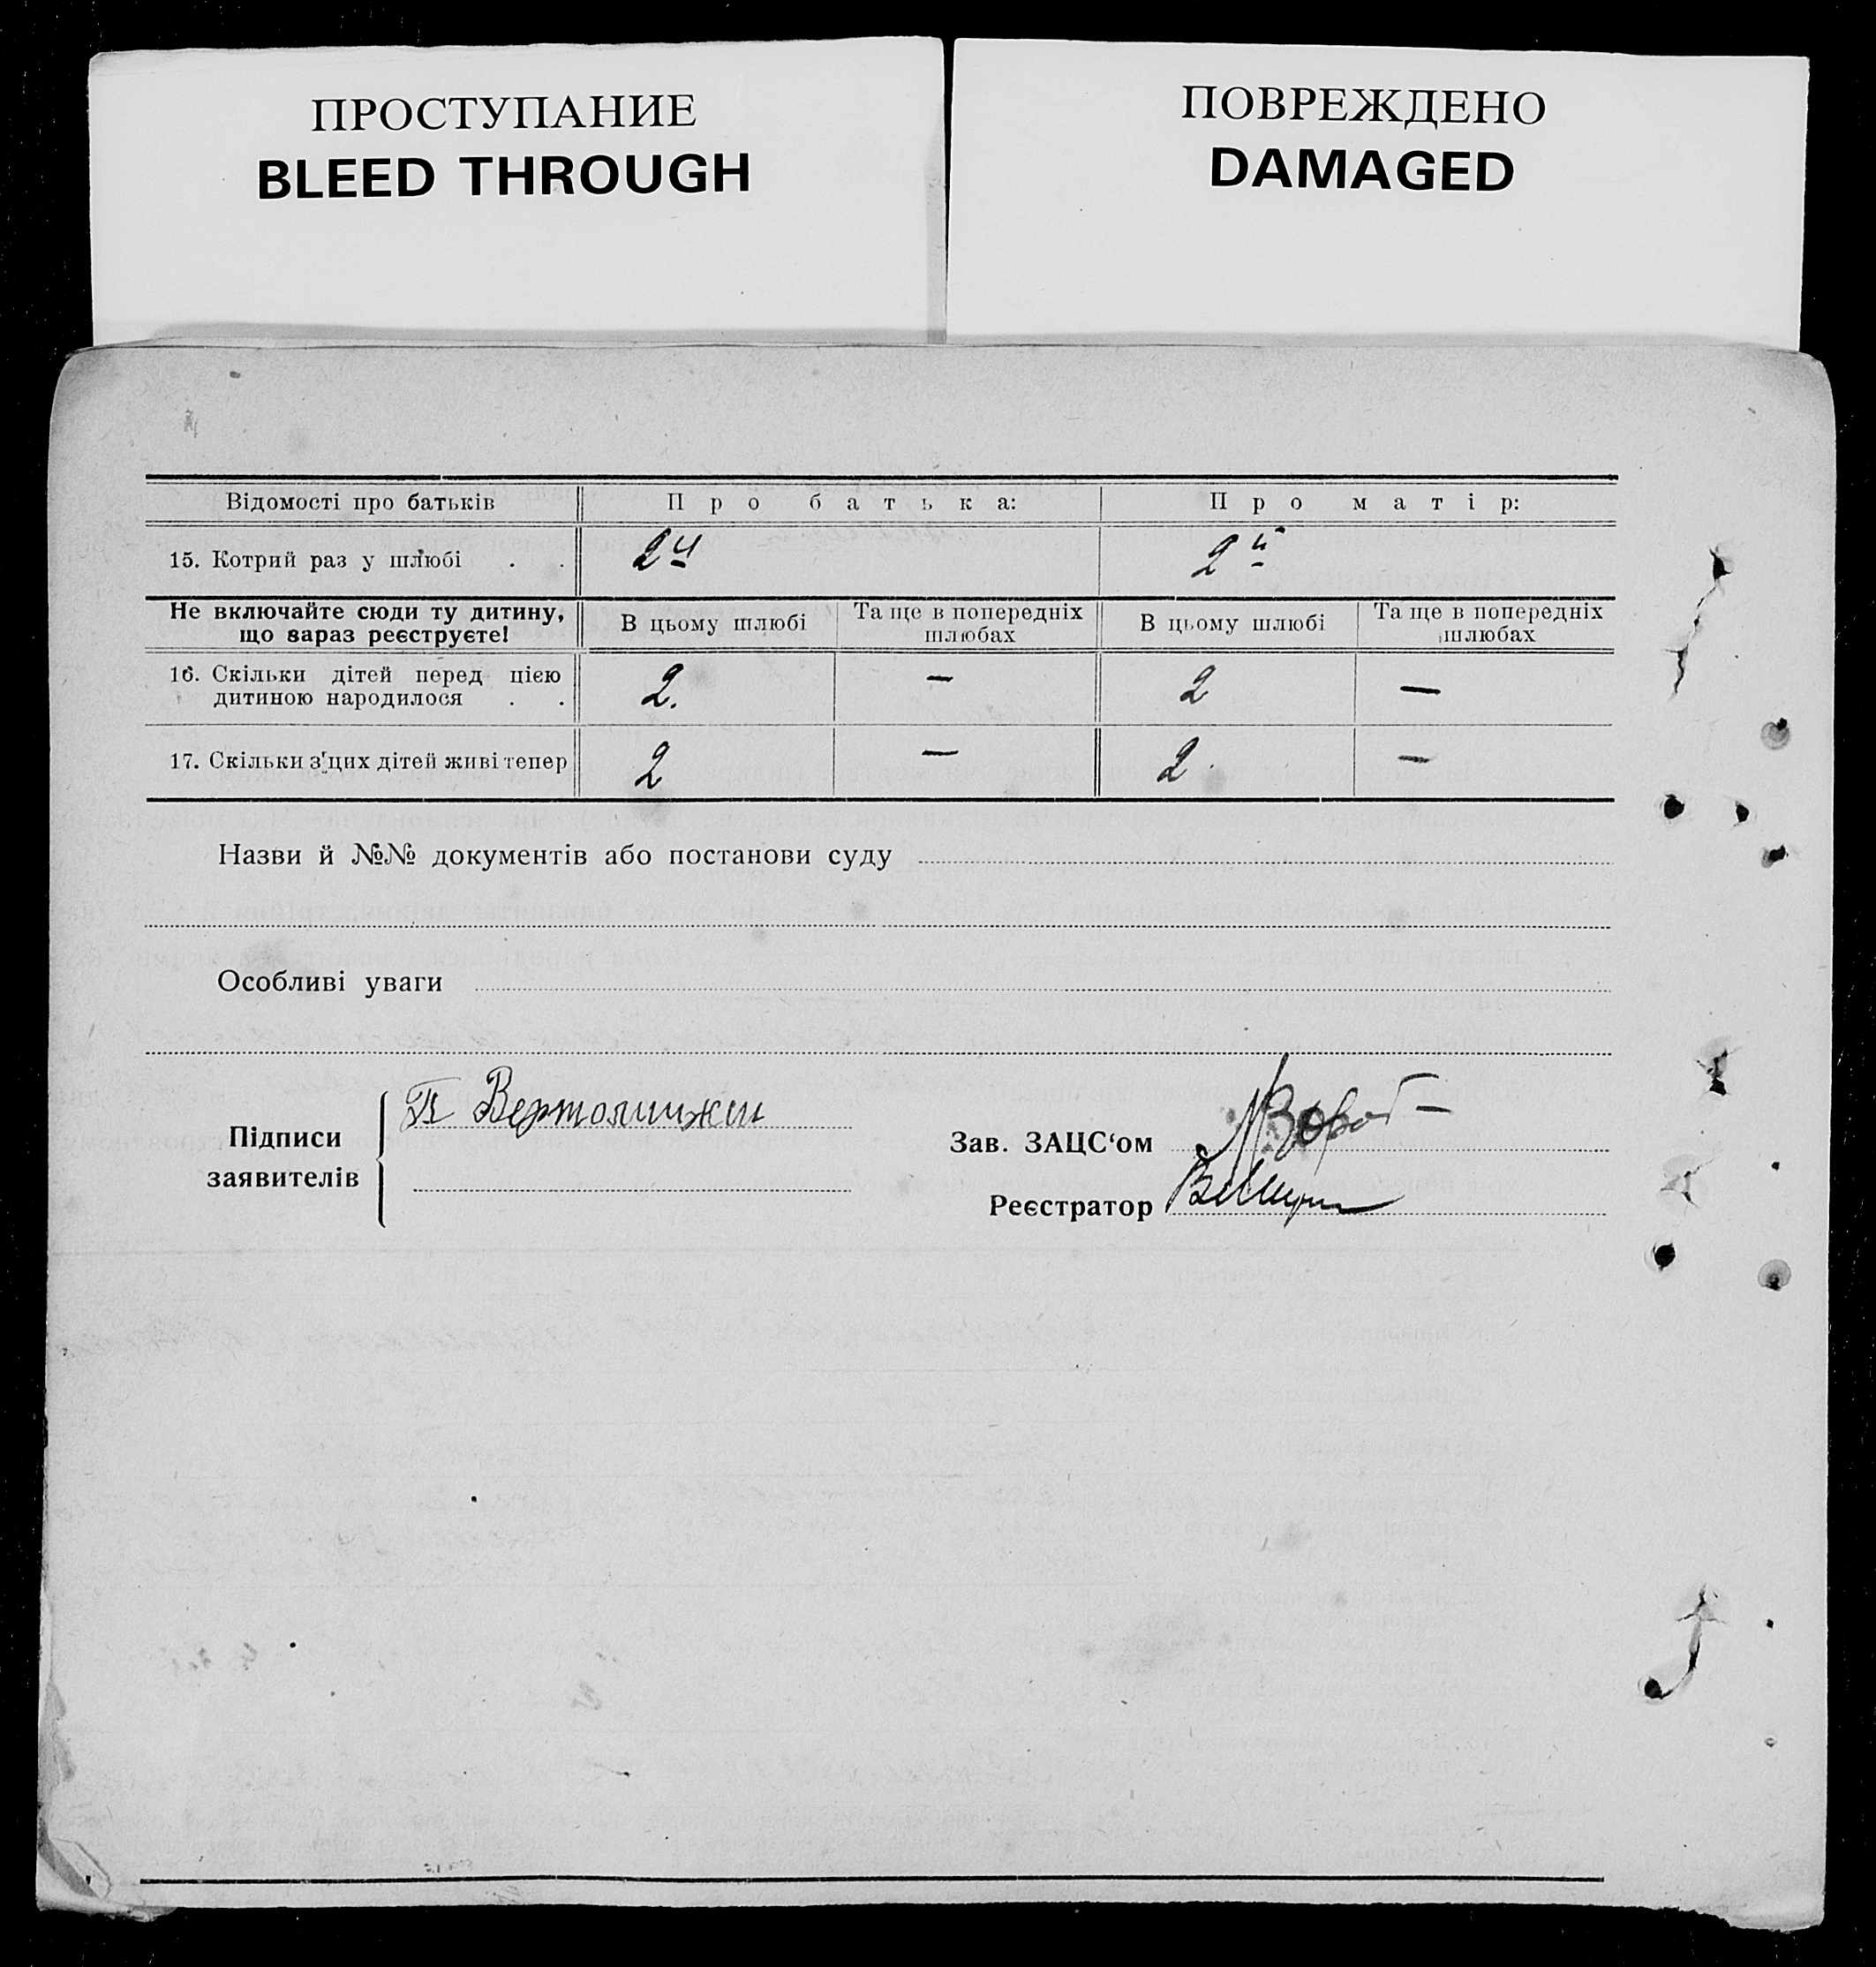 ПРОСТУПАНИЕ
BLEED THROUGH
ПОВРЕЖДЕНО
DAMAGED
Відомості про батьків Про батька: Про матір:
15. Котрий раз у шлюбі . . 2й 2й
Не включайте сюди ту дитину, що зараз реєструєте! В цьому шлюбі Та ще в попередніх шлюбах В цьому шлюбі Та ще в попередніх шлюбах
16. Скільки дітей перед цією дитиною народилося . . 2. — 2 —
17. Скільки з цих дітей живі тепер 2 — 2 —
Назви й №№ документів або постанови суду
Особливі уваги
Підписи заявителів
Зав. ЗАЦС‘ом
Реєстратор